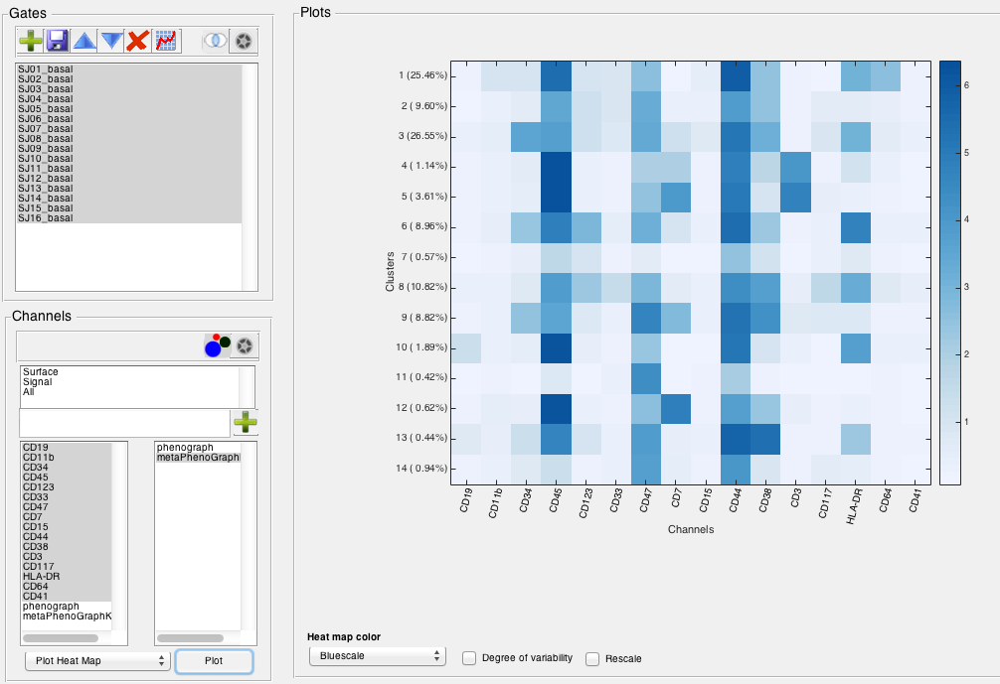 Gates
SJ01_basal
SJ02_basal
SJ03_basal
SJ04_basal
SJ05_basal
SJ06_basal
SJ07_basal
SJ08_basal
SJ09_basal
SJ10_basal
SJ11_basal
SJ12_basal
SJ13_basal
SJ14_basal
SJ15_basal
SJ16_basal
Channels
Surface
Signal
All
CD19
CD11b
CD34
CD45
CD123
CD33
CD47
CD7
CD15
CD44
CD38
CD3
CD117
HLA-DR
CD64
CD41
phenograph
metaPhenoGraphK
phenograph
metaPhenoGraph
Plot Heat Map
Plot
Plots
Clusters
1 (25.46%)
2 ( 9.60%)
3 (26.55%)
4 ( 1.14%)
5 ( 3.61%)
6 ( 8.96%)
7 ( 0.57%)
8 (10.82%)
9 ( 8.82%)
10 ( 1.89%)
11 ( 0.42%)
12 ( 0.62%)
13 ( 0.44%)
14 ( 0.94%)
CD19
CD11b
CD34
CD45
CD123
CD33
CD47
CD7
CD15
CD44
CD38
CD3
CD117
HLA-DR
CD64
CD41
Channels
6
5
4
3
2
1
Heat map color
Bluescale
Degree of variability
Rescale